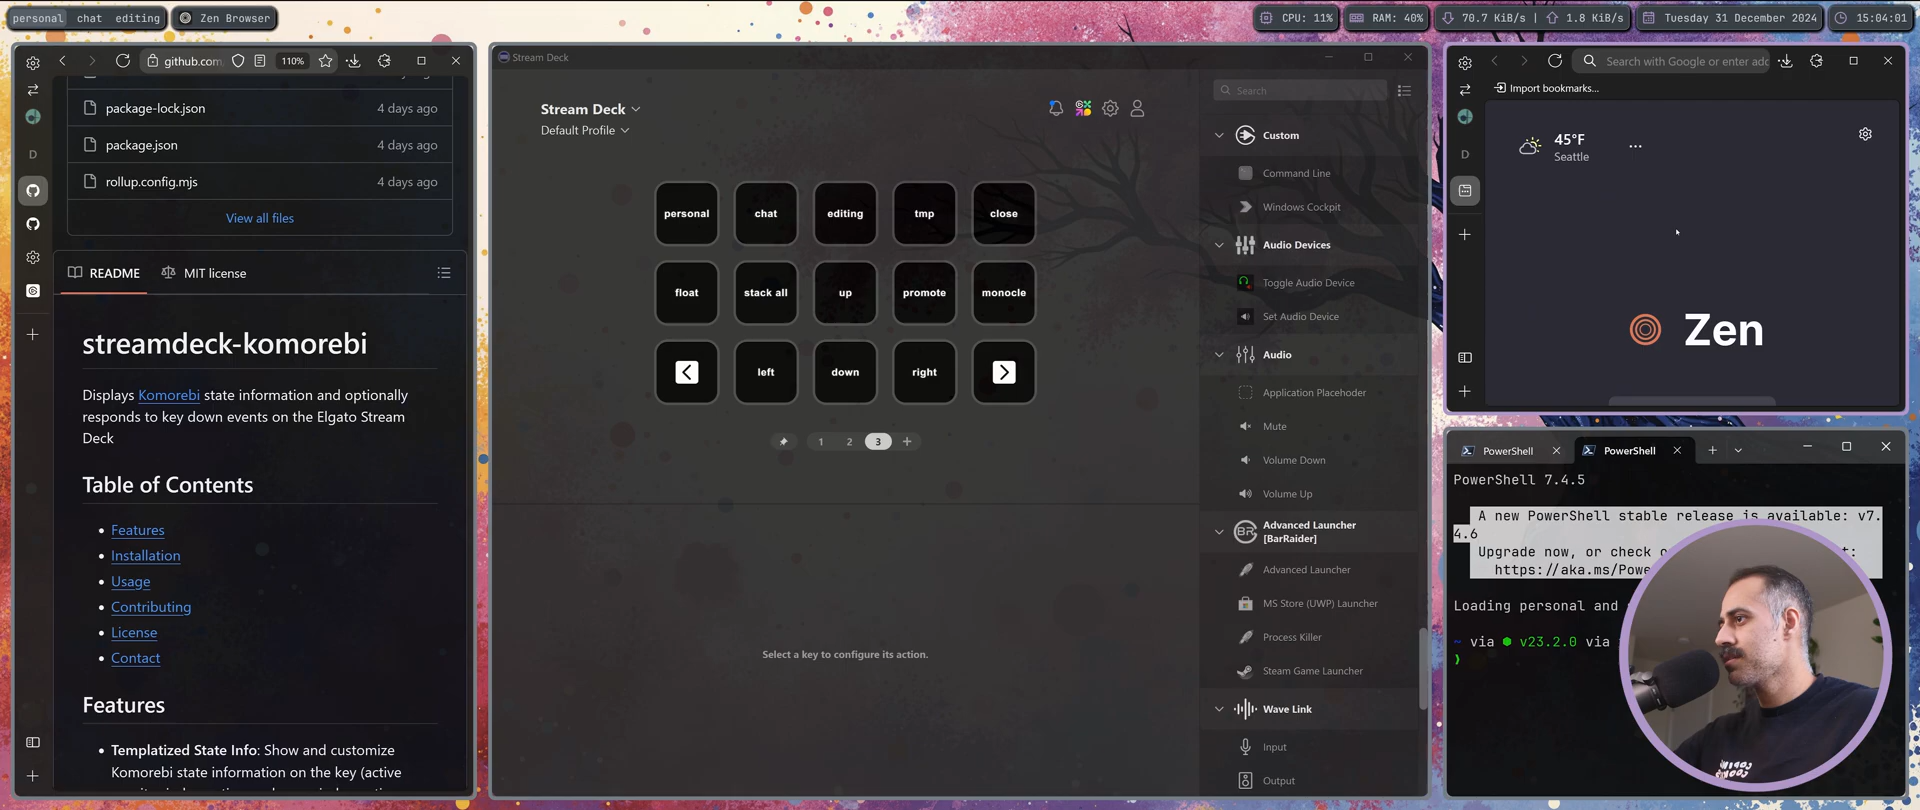 personal chat editing
Zen Browser
CPU: 11%
RAM: 40%
70.7 KiB/s | 1.8 KiB/s
Tuesday 31 December 2024
15:04:01
github.com
110%
package-lock.json 4 days ago
package.json 4 days ago
rollup.config.mjs 4 days ago
View all files
README MIT license
streamdeck-komorebi
Displays Komorebi state information and optionally
responds to key down events on the Elgato Stream
Deck
Table of Contents
Features
Installation
Usage
Contributing
License
Contact
Features
Templatized State Info: Show and customize
Komorebi state information on the key (active
D
Stream Deck
Stream Deck
Default Profile
personal chat editing tmp close
float stack all up promote monocle
left down right
1 2 3 +
Select a key to configure its action.
Search
Custom
Command Line
Windows Cockpit
Audio Devices
Toggle Audio Device
Set Audio Device
Audio
Application Placehoder
Mute
Volume Down
Volume Up
BR
Advanced Launcher
[BarRaider]
Advanced Launcher
MS Store (UWP) Launcher
Process Killer
Steam Game Launcher
Wave Link
Input
Output
Search with Google or enter add
Import bookmarks...
D
45°F
Seattle
Zen
PowerShell
PowerShell
PowerShell 7.4.5
A new PowerShell stable release is available: v7.
4.6
Upgrade now, or check t:
https://aka.ms/Powe
Loading personal and
~ via v23.2.0 via